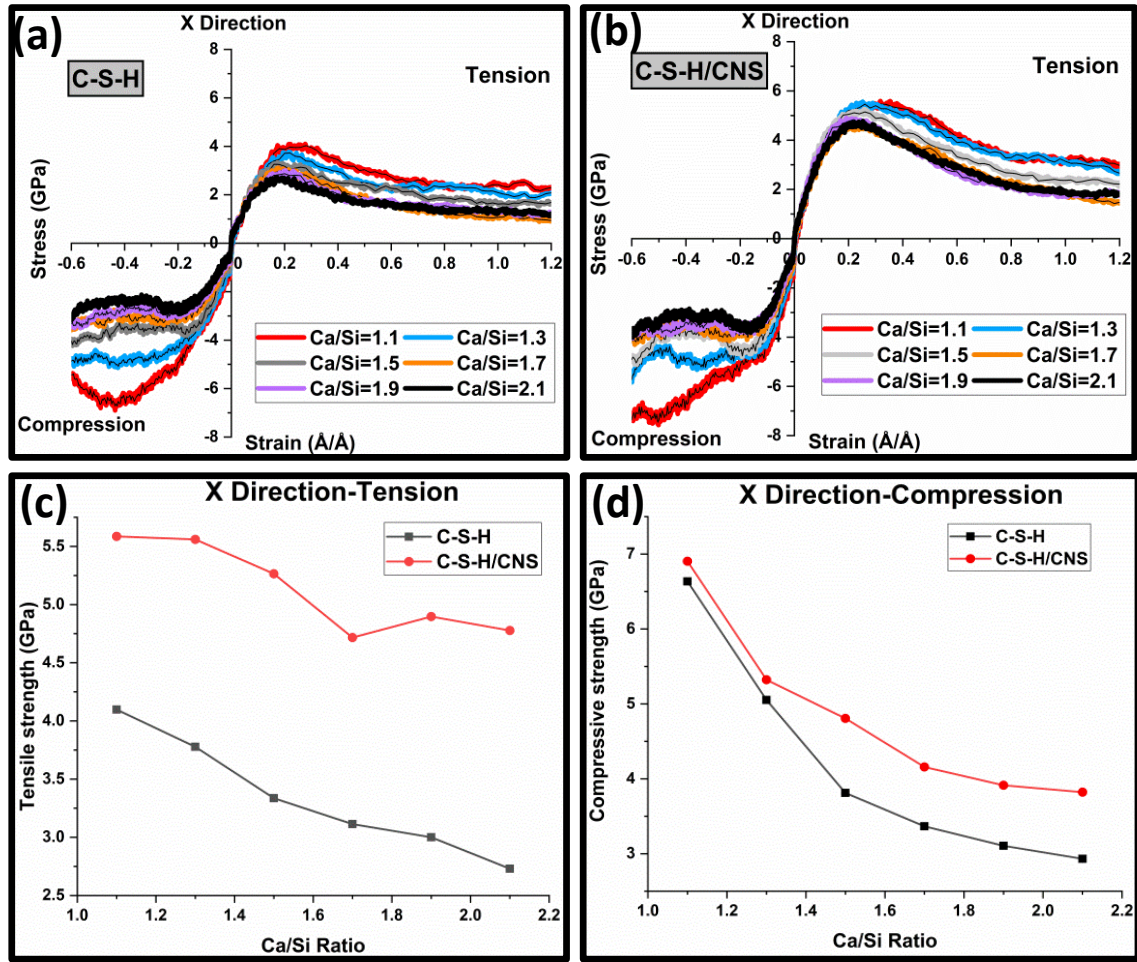 (a)
X Direction
C-S-H
Tension
8
6
4
2
0
-2
-4
-6
-8
-0.6 -0.4 -0.2 0 0.2 0.4 0.6 0.8 1.0 1.2
Stress (GPa)
Ca/Si=1.1 Ca/Si=1.3
Ca/Si=1.5 Ca/Si=1.7
Ca/Si=1.9 Ca/Si=2.1
Compression
Strain (Å/Å)
(b)
X Direction
C-S-H/CNS
Tension
8
6
4
2
0
-2
-4
-6
-8
-0.6 -0.4 -0.2 0 0.2 0.4 0.6 0.8 1.0 1.2
Stress (GPa)
Ca/Si=1.1 Ca/Si=1.3
Ca/Si=1.5 Ca/Si=1.7
Ca/Si=1.9 Ca/Si=2.1
Compression
Strain (Å/Å)
(c)
X Direction-Tension
C-S-H
C-S-H/CNS
5.5
5.0
4.5
4.0
3.5
3.0
2.5
Tensile strength (GPa)
1.0 1.2 1.4 1.6 1.8 2.0 2.2
Ca/Si Ratio
(d)
X Direction-Compression
C-S-H
C-S-H/CNS
7
6
5
4
3
Compressive strength (GPa)
1.0 1.2 1.4 1.6 1.8 2.0 2.2
Ca/Si Ratio